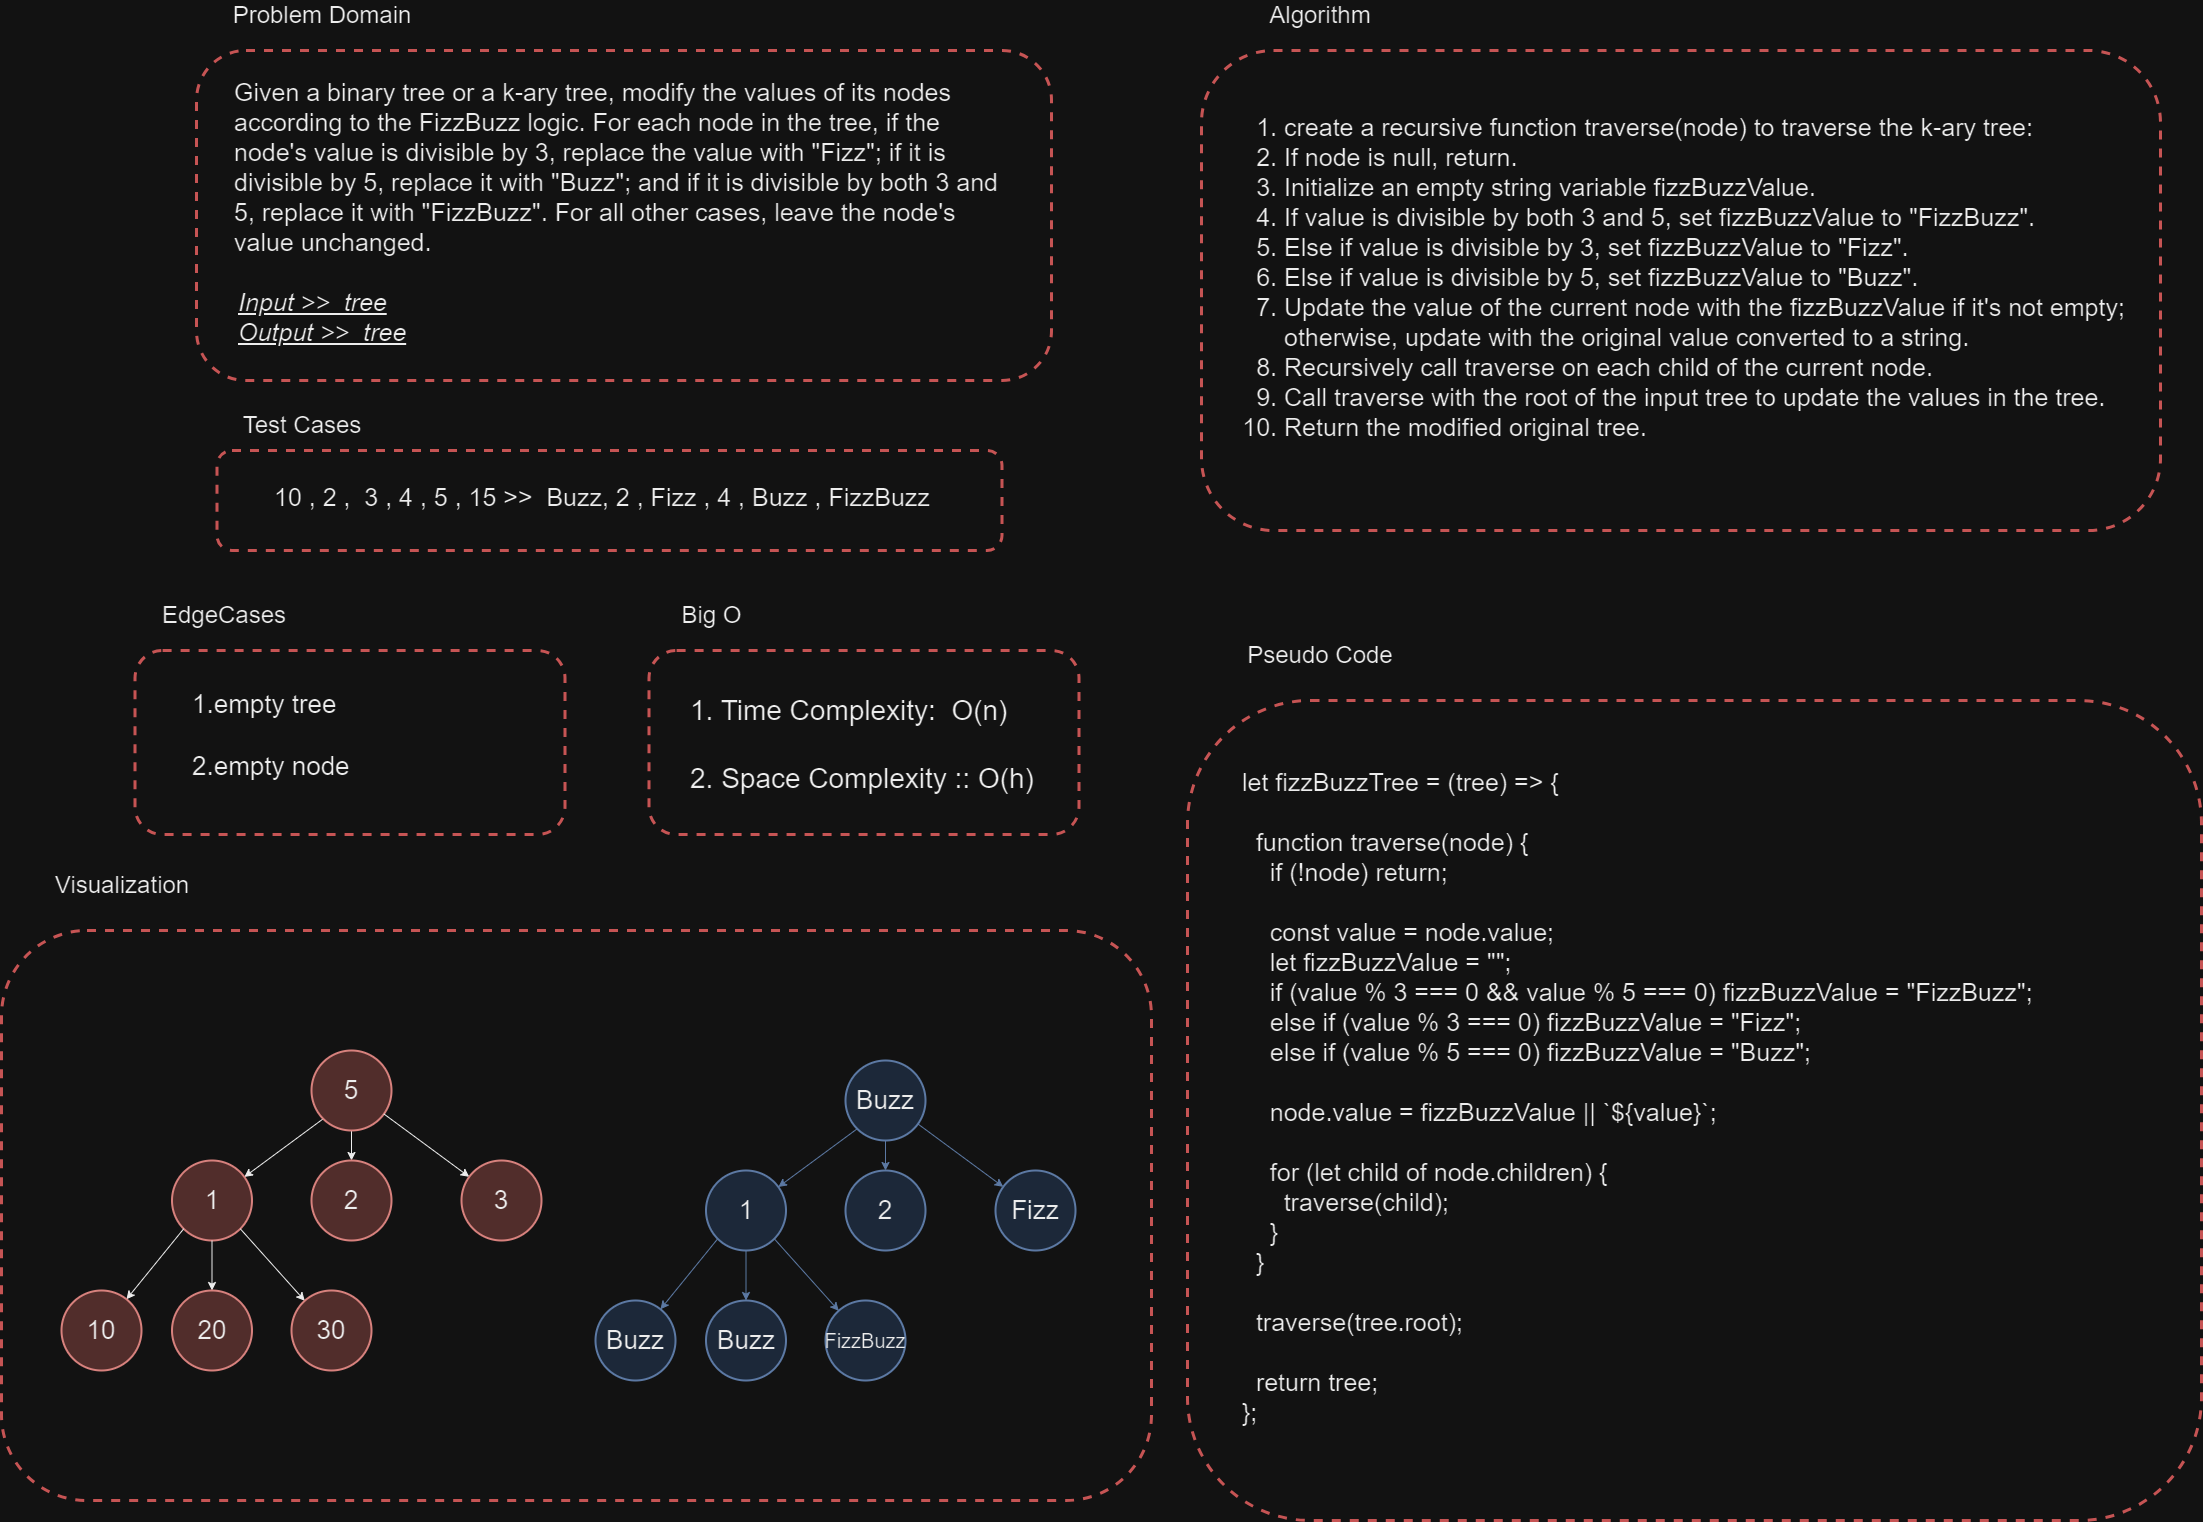 Problem Domain
Given a binary tree or a k-ary tree, modify the values of its nodes
according to the FizzBuzz logic. For each node in the tree, if the
node's value is divisible by 3, replace the value with "Fizz"; if it is
divisible by 5, replace it with "Buzz"; and if it is divisible by both 3 and
5, replace it with "FizzBuzz". For all other cases, leave the node's
value unchanged.
Input >>  tree
Output >>  tree
Test Cases
10 , 2 ,  3 , 4 , 5 , 15 >>  Buzz, 2 , Fizz , 4 , Buzz , FizzBuzz
EdgeCases
1.empty tree
2.empty node
Big O
1. Time Complexity:  O(n)
2. Space Complexity :: O(h)
Visualization
5
1
2
3
10
20
30
Buzz
1
2
Fizz
Buzz
Buzz
FizzBuzz
Algorithm
1. create a recursive function traverse(node) to traverse the k-ary tree:
2. If node is null, return.
3. Initialize an empty string variable fizzBuzzValue.
4. If value is divisible by both 3 and 5, set fizzBuzzValue to "FizzBuzz".
5. Else if value is divisible by 3, set fizzBuzzValue to "Fizz".
6. Else if value is divisible by 5, set fizzBuzzValue to "Buzz".
7. Update the value of the current node with the fizzBuzzValue if it's not empty;
otherwise, update with the original value converted to a string.
8. Recursively call traverse on each child of the current node.
9. Call traverse with the root of the input tree to update the values in the tree.
10. Return the modified original tree.
Pseudo Code
let fizzBuzzTree = (tree) => {
function traverse(node) {
if (!node) return;
const value = node.value;
let fizzBuzzValue = "";
if (value % 3 === 0 && value % 5 === 0) fizzBuzzValue = "FizzBuzz";
else if (value % 3 === 0) fizzBuzzValue = "Fizz";
else if (value % 5 === 0) fizzBuzzValue = "Buzz";
node.value = fizzBuzzValue || `${value}`;
for (let child of node.children) {
traverse(child);
}
}
traverse(tree.root);
return tree;
};